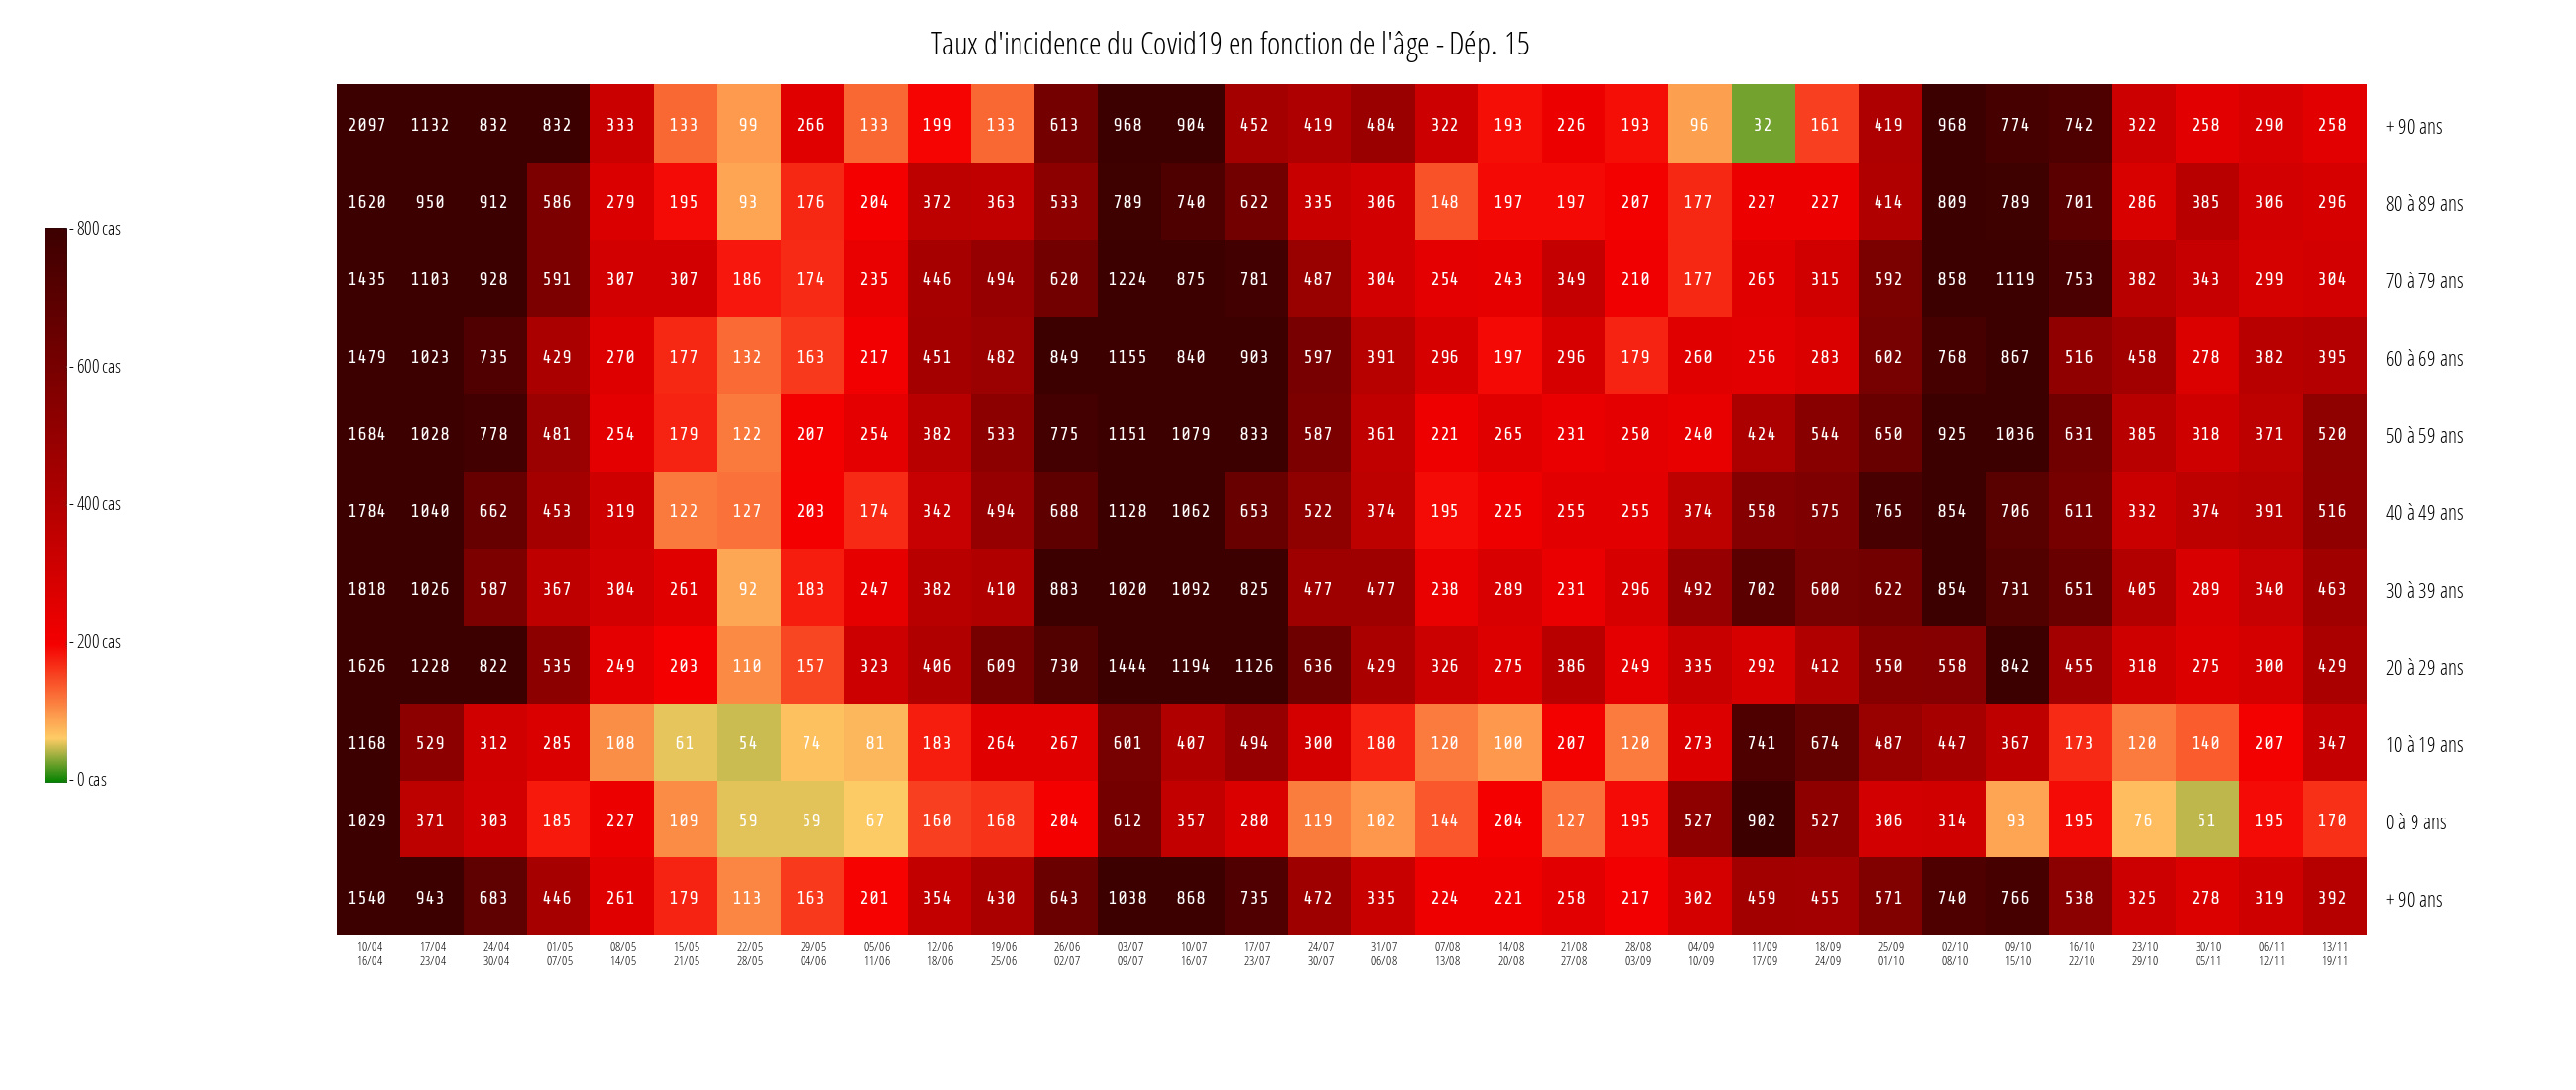 Taux d'incidence du Covid19 en fonction de l'âge - Dép. 15
- 800 cas
- 600 cas
- 400 cas
- 200 cas
- 0 cas
2097 1132 832 832 333 133 99 266 133 199 133 613 968 904 452 419 484 322 193 226 193 96 32 161 419 968 774 742 322 258 290 258 + 90 ans
1620 950 912 586 279 195 93 176 204 372 363 533 789 740 622 335 306 148 197 197 207 177 227 227 414 809 789 701 286 385 306 296 80 à 89 ans
1435 1103 928 591 307 307 186 174 235 446 494 620 1224 875 781 487 304 254 243 349 210 177 265 315 592 858 1119 753 382 343 299 304 70 à 79 ans
1479 1023 735 429 270 177 132 163 217 451 482 849 1155 840 903 597 391 296 197 296 179 260 256 283 602 768 867 516 458 278 382 395 60 à 69 ans
1684 1028 778 481 254 179 122 207 254 382 533 775 1151 1079 833 587 361 221 265 231 250 240 424 544 650 925 1036 631 385 318 371 520 50 à 59 ans
1784 1040 662 453 319 122 127 203 174 342 494 688 1128 1062 653 522 374 195 225 255 255 374 558 575 765 854 706 611 332 374 391 516 40 à 49 ans
1818 1026 587 367 304 261 92 183 247 382 410 883 1020 1092 825 477 477 238 289 231 296 492 702 600 622 854 731 651 405 289 340 463 30 à 39 ans
1626 1228 822 535 249 203 110 157 323 406 609 730 1444 1194 1126 636 429 326 275 386 249 335 292 412 550 558 842 455 318 275 300 429 20 à 29 ans
1168 529 312 285 108 61 54 74 81 183 264 267 601 407 494 300 180 120 100 207 120 273 741 674 487 447 367 173 120 140 207 347 10 à 19 ans
1029 371 303 185 227 109 59 59 67 160 168 204 612 357 280 119 102 144 204 127 195 527 902 527 306 314 93 195 76 51 195 170 0 à 9 ans
1540 943 683 446 261 179 113 163 201 354 430 643 1038 868 735 472 335 224 221 258 217 302 459 455 571 740 766 538 325 278 319 392 + 90 ans
10/04 17/04 24/04 01/05 08/05 15/05 22/05 29/05 05/06 12/06 19/06 26/06 03/07 10/07 17/07 24/07 31/07 07/08 14/08 21/08 28/08 04/09 11/09 18/09 25/09 02/10 09/10 16/10 23/10 30/10 06/11 13/11
16/04 23/04 30/04 07/05 14/05 21/05 28/05 04/06 11/06 18/06 25/06 02/07 09/07 16/07 23/07 30/07 06/08 13/08 20/08 27/08 03/09 10/09 17/09 24/09 01/10 08/10 15/10 22/10 29/10 05/11 12/11 19/11